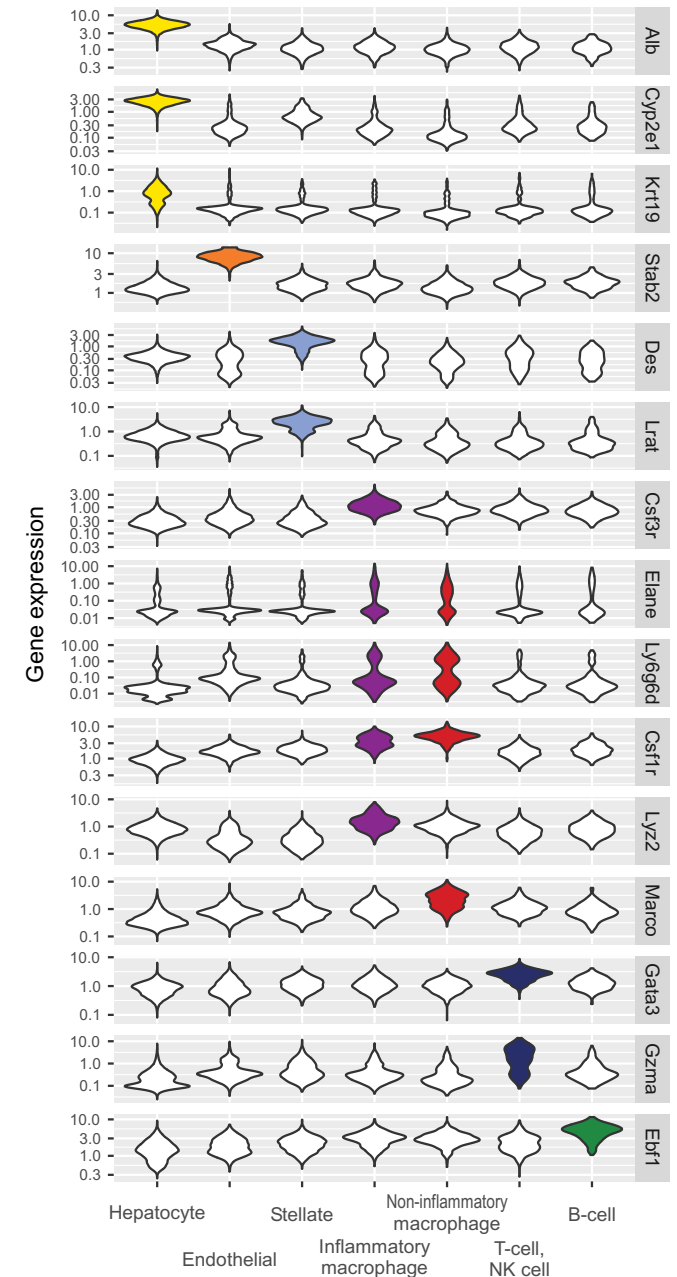 Gene expression
10.0
3.0
1.0
0.3
Alb
3.00
1.00
0.30
0.10
0.03
Cyp2e1
10.0
1.0
0.1
Krt19
10
3
1
Stab2
3.00
1.00
0.30
0.10
0.03
Des
10.0
1.0
0.1
Lrat
3.00
1.00
0.30
0.10
0.03
Csf3r
10.00
1.00
0.10
0.01
Elane
10.00
1.00
0.10
0.01
Ly6g6d
10.0
3.0
1.0
0.3
Csf1r
10.0
1.0
0.1
Lyz2
10.0
1.0
0.1
Marco
10.0
1.0
0.1
Gata3
10.0
1.0
0.1
Gzma
10.0
3.0
1.0
0.3
Ebf1
Hepatocyte
Endothelial
Stellate
Inflammatory
macrophage
Non-inflammatory
macrophage
T-cell,
NK cell
B-cell